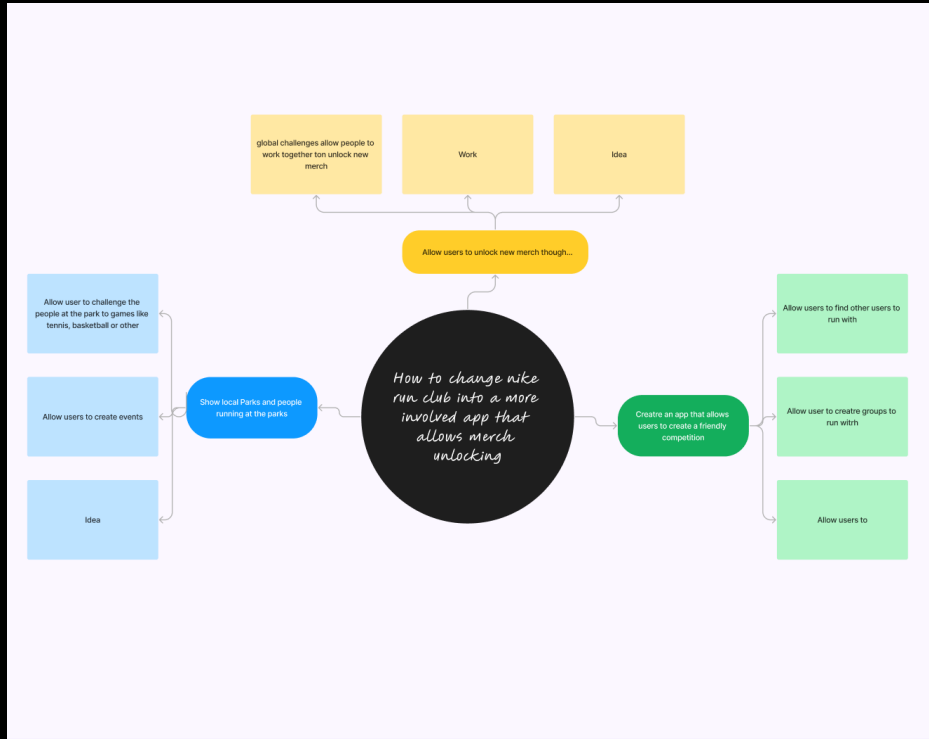 global challenges allow people to
work together ton unlock new
merch
Work
Idea
Allow users to unlock new merch though...
Allow user to challenge the
people at the park to games like
tennis, basketball or other
Allow users to create events
Idea
Show local Parks and people
running at the parks
How to change nike
run club into a more
involved app that
allows merch
unlocking
Creatre an app that allows
users to create a friendly
competition
Allow users to find other users to
run with
Allow user to creatre groups to
run witrh
Allow users to